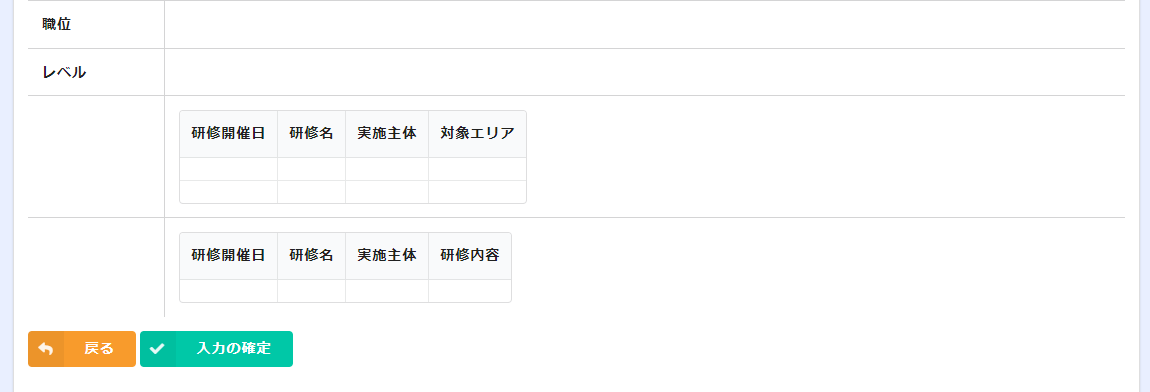 職位
レベル
研修開催日 研修名 実施主体 対象エリア
研修開催日 研修名 実施主体 研修内容
戻る 入力の確定